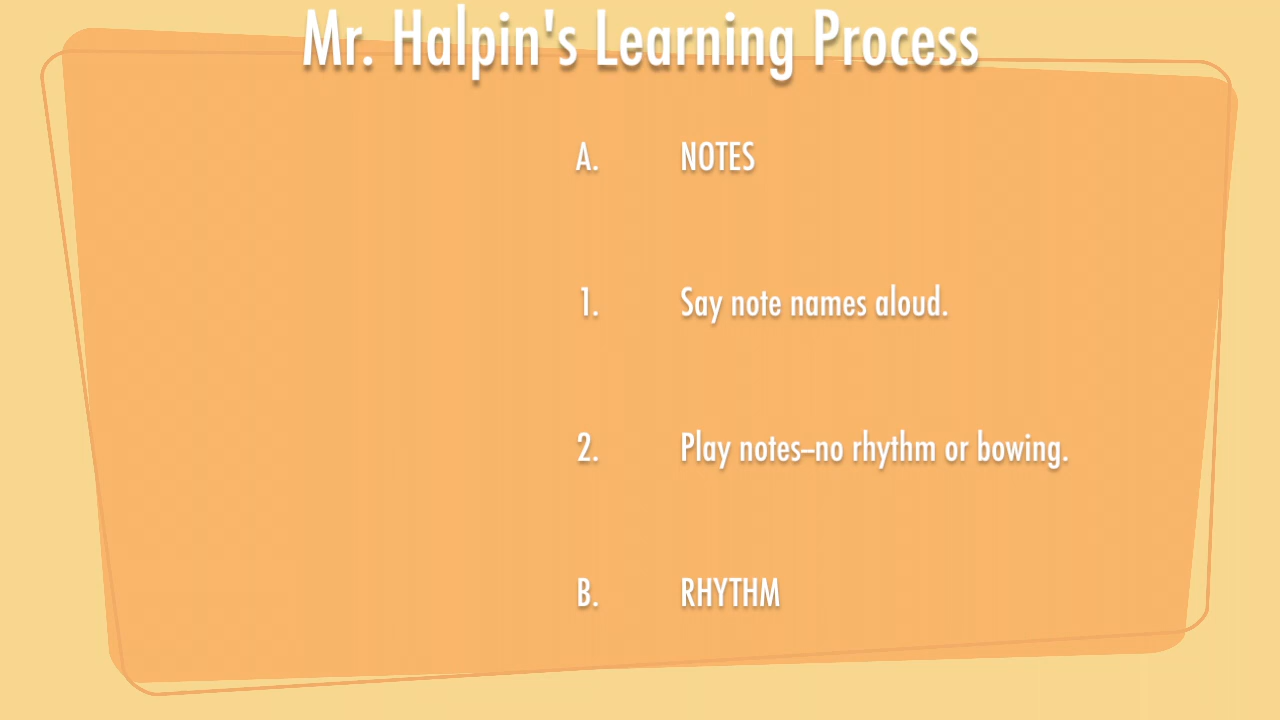 Mr. Halpin's Learning Process
A. NOTES
1. Say note names aloud.
2. Play notes–no rhythm or bowing.
B. RHYTHM